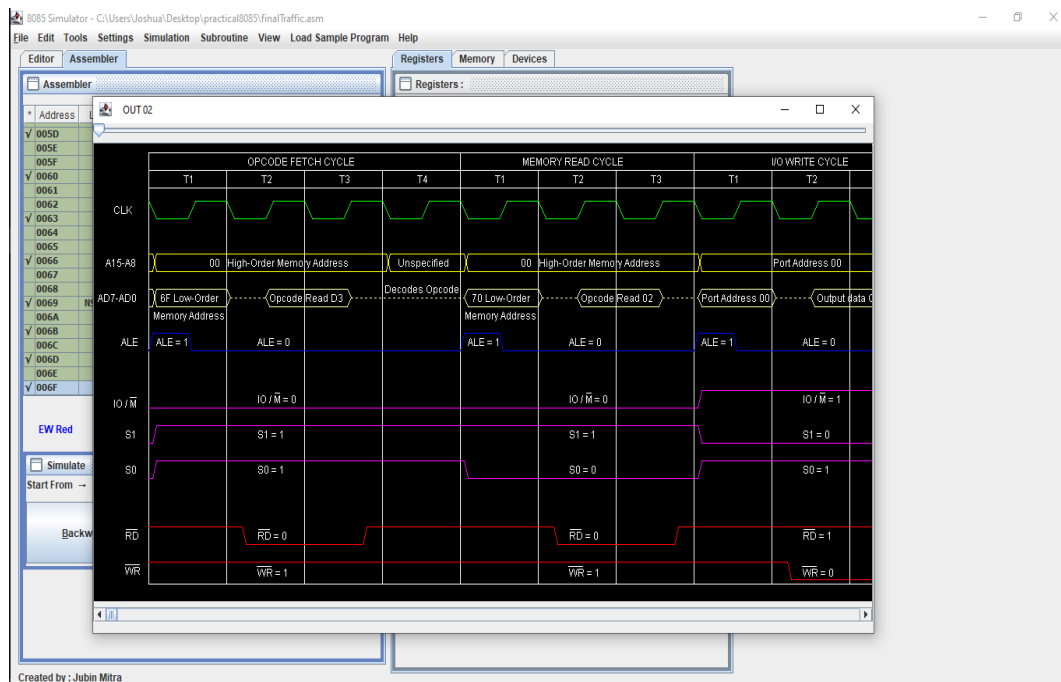 8085 Simulator - C:\Users\Joshua\Desktop\practical8085\finalTraffic.asm
File Edit Tools Settings Simulation Subroutine View Load Sample Program Help
Editor Assembler Registers Memory Devices
Assembler Registers :
* Address L
OUT 02
√ 005D
005E
005F
√ 0060
0061
0062
√ 0063
0064
0065
√ 0066
0067
0068
√ 0069 NS
006A
√ 006B
006C
√ 006D
006E
√ 006F
EW Red
Simulate
Start From →
Backw
OPCODE FETCH CYCLE MEMORY READ CYCLE I/O WRITE CYCLE
T1 T2 T3 T4 T1 T2 T3 T1 T2
CLK
A15-A8 00 High-Order Memory Address Unspecified 00 High-Order Memory Address Port Address 00
AD7-AD0 6F Low-Order Opcode Read D3 Decodes Opcode 70 Low-Order Opcode Read 02 Port Address 00 Output data
Memory Address Memory Address
ALE ALE = 1 ALE = 0 ALE = 1 ALE = 0 ALE = 1 ALE = 0
IO / M̅ IO / M̅ = 0 IO / M̅ = 0 IO / M̅ = 1
S1 S1 = 1 S1 = 1 S1 = 0
S0 S0 = 1 S0 = 0 S0 = 1
R̅D̅ R̅D̅ = 0 R̅D̅ = 0 R̅D̅ = 1
W̅R̅ W̅R̅ = 1 W̅R̅ = 1 W̅R̅ = 0
Created by : Jubin Mitra